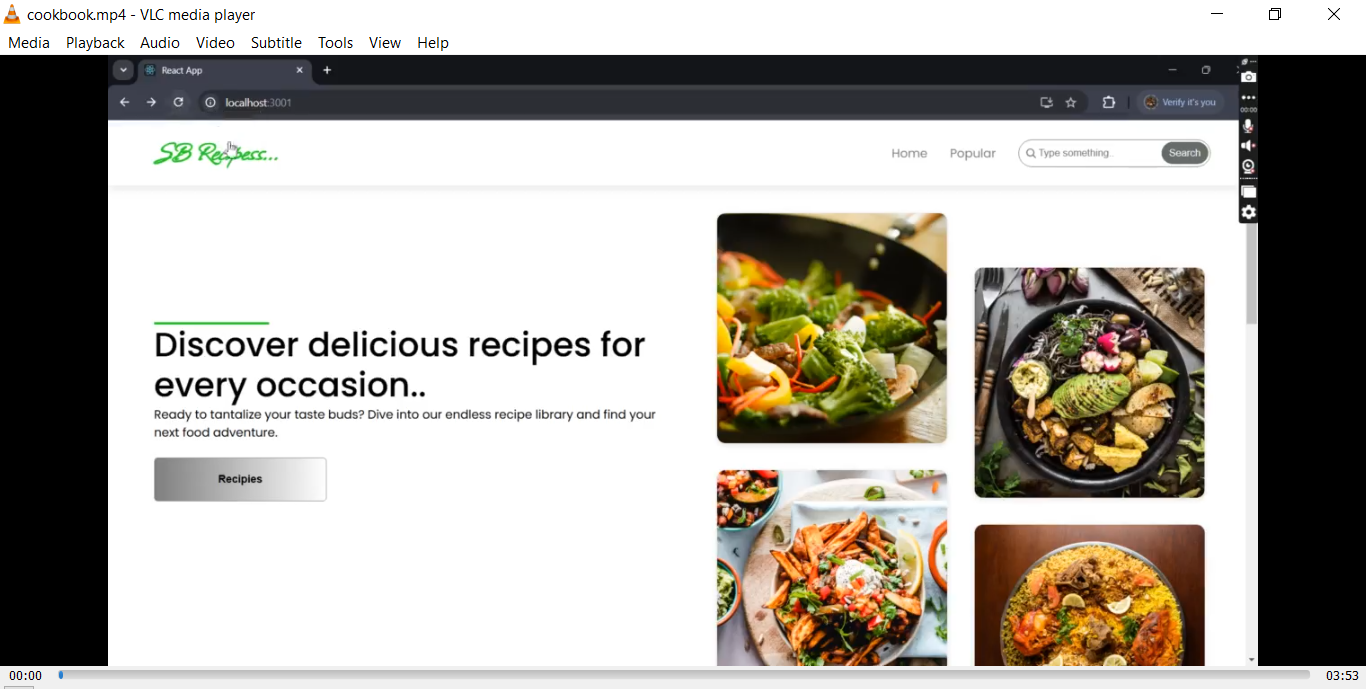 cookbook.mp4 - VLC media player
Media Playback Audio Video Subtitle Tools View Help
React App
localhost:3001
Verify it's you
00:00
SB Recipess...
Home Popular Type something.. Search
Discover delicious recipes for
every occasion..
Ready to tantalize your taste buds? Dive into our endless recipe library and find your
next food adventure.
Recipies
00:00 03:53